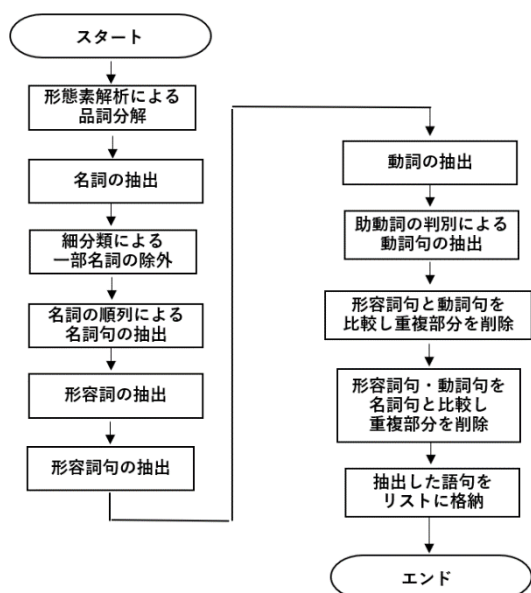 スタート
形態素解析による
品詞分解
名詞の抽出
細分類による
一部名詞の除外
名詞の順列による
名詞句の抽出
形容詞の抽出
形容詞句の抽出
動詞の抽出
助動詞の判別による
動詞句の抽出
形容詞句と動詞句を
比較し重複部分を削除
形容詞句・動詞句を
名詞句と比較し
重複部分を削除
抽出した語句を
リストに格納
エンド